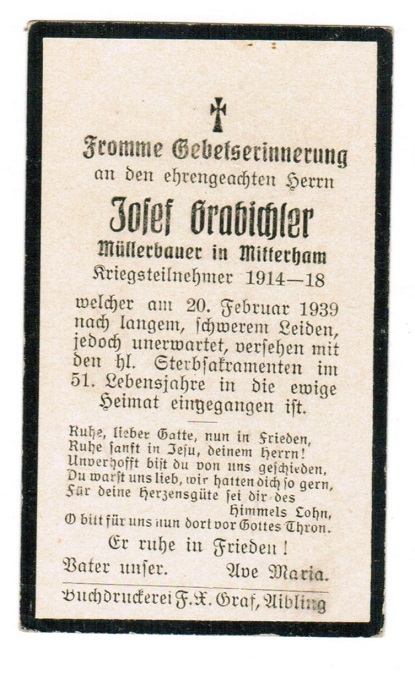 Fromme Gebetserinnerung
an den ehrengeachten Herrn
Josef Grabichler
Müllerbauer in Mitterham
Kriegsteilnehmer 1914—18
welcher am 20. Februar 1939
nach langem, schwerem Leiden,
jedoch unerwartet, versehen mit
den hl. Sterbsakramenten im
51. Lebensjahre in die ewige
Heimat eingegangen ist.
Ruhe, lieber Gatte, nun in Frieden,
Ruhe sanft in Jesu, deinem Herrn!
Unverhofft bist du von uns geschieden,
Du warst uns lieb, wir hatten dich so gern,
Für deine Herzensgüte sei dir des
Himmels Lohn,
O bitt für uns nun dort vor Gottes Thron.
Er ruhe in Frieden!
Vater unser. Ave Maria.
Buchdruckerei F. X. Graf, Aibling